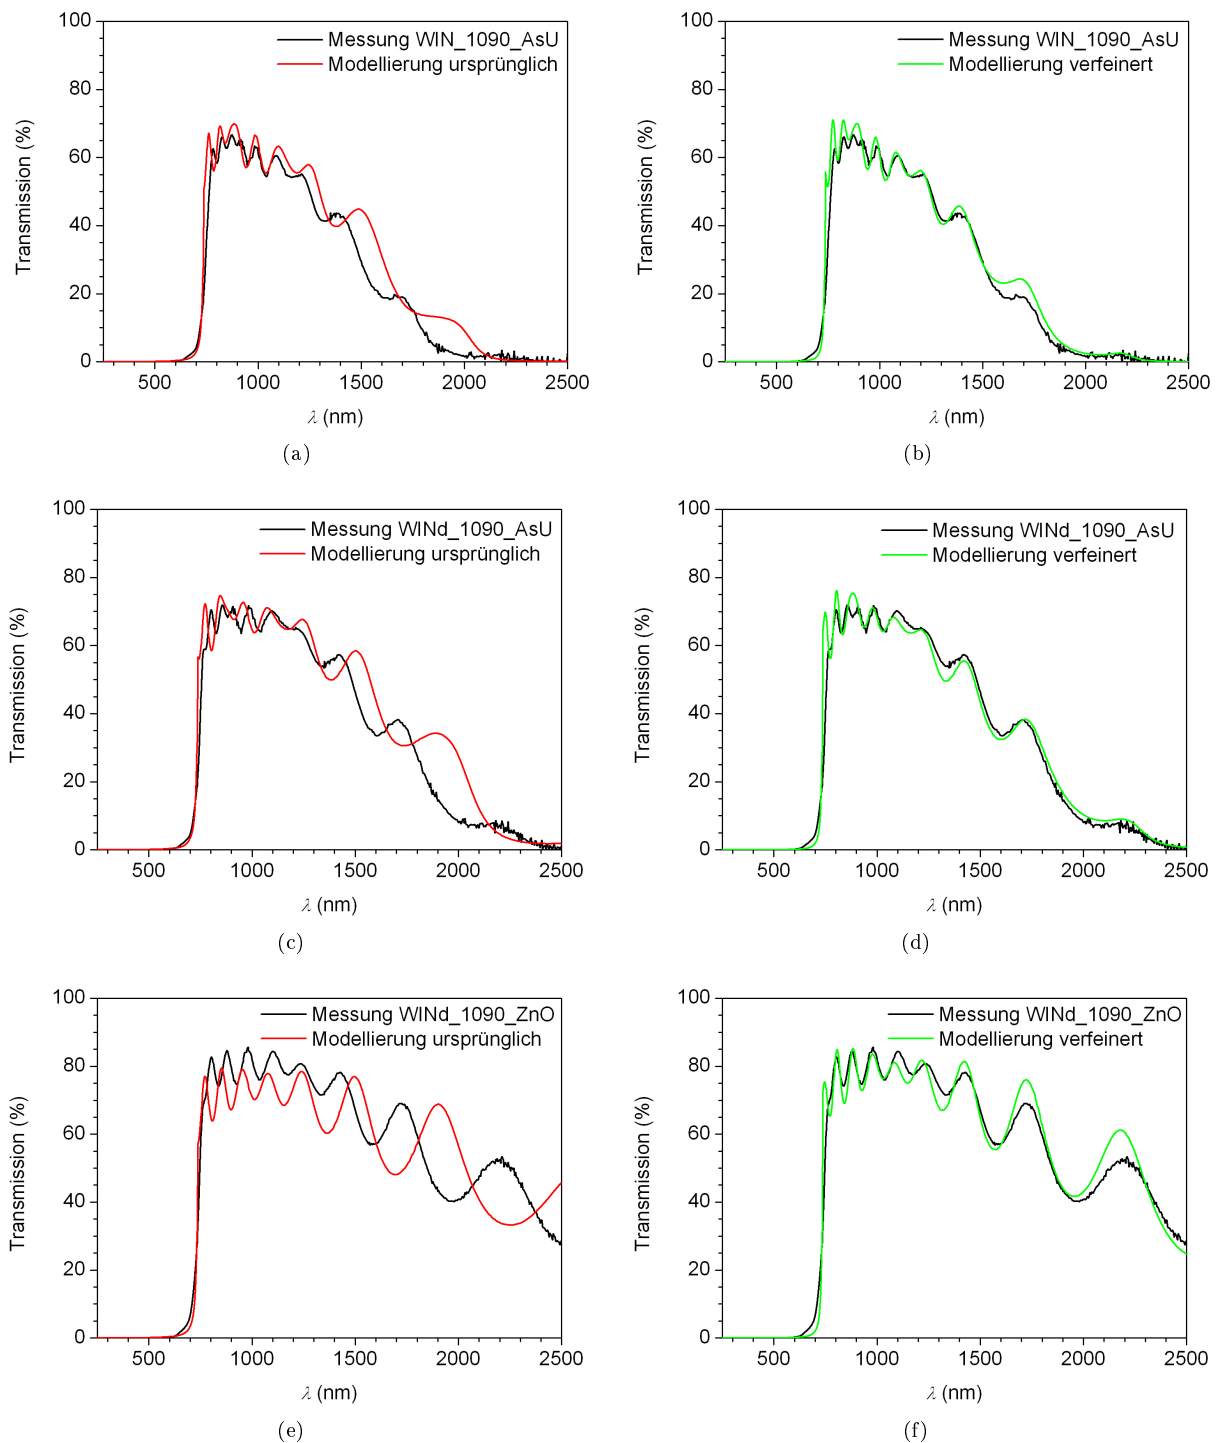 100
80
60
40
20
0
Transmission (%)
Messung WIN_1090_AsU
Modellierung ursprünglich
500 1000 1500 2000 2500
λ (nm)
(a)
100
80
60
40
20
0
Transmission (%)
Messung WIN_1090_AsU
Modellierung verfeinert
500 1000 1500 2000 2500
λ (nm)
(b)
100
80
60
40
20
0
Transmission (%)
Messung WINd_1090_AsU
Modellierung ursprünglich
500 1000 1500 2000 2500
λ (nm)
(c)
100
80
60
40
20
0
Transmission (%)
Messung WINd_1090_AsU
Modellierung verfeinert
500 1000 1500 2000 2500
λ (nm)
(d)
100
80
60
40
20
0
Transmission (%)
Messung WINd_1090_ZnO
Modellierung ursprünglich
500 1000 1500 2000 2500
λ (nm)
(e)
100
80
60
40
20
0
Transmission (%)
Messung WINd_1090_ZnO
Modellierung verfeinert
500 1000 1500 2000 2500
λ (nm)
(f)